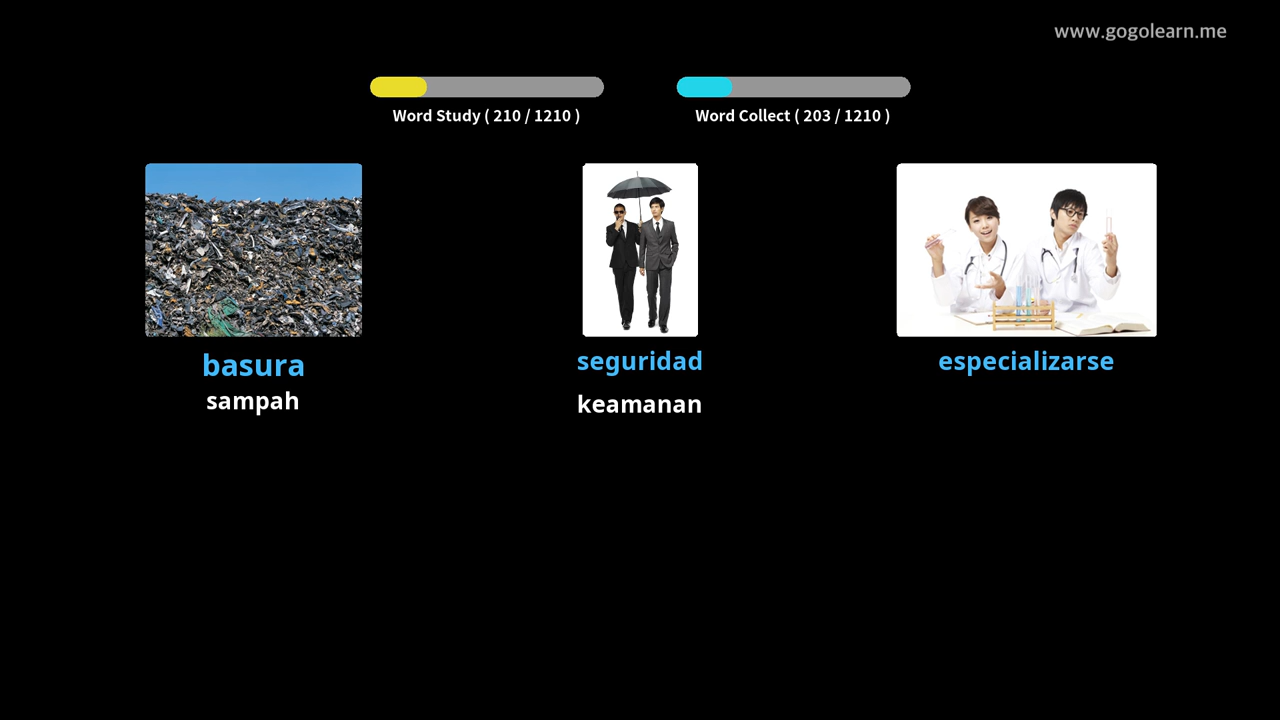 www.gogolearn.me
Word Study ( 210 / 1210 )
Word Collect ( 203 / 1210 )
basura
sampah
seguridad
keamanan
especializarse